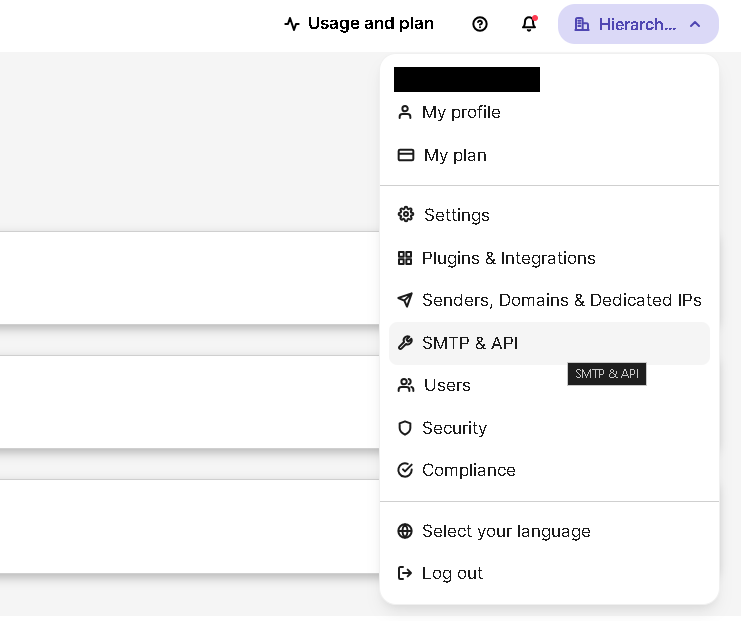 Usage and plan
Hierarch...
My profile
My plan
Settings
Plugins & Integrations
Senders, Domains & Dedicated IPs
SMTP & API
SMTP & API
Users
Security
Compliance
Select your language
Log out